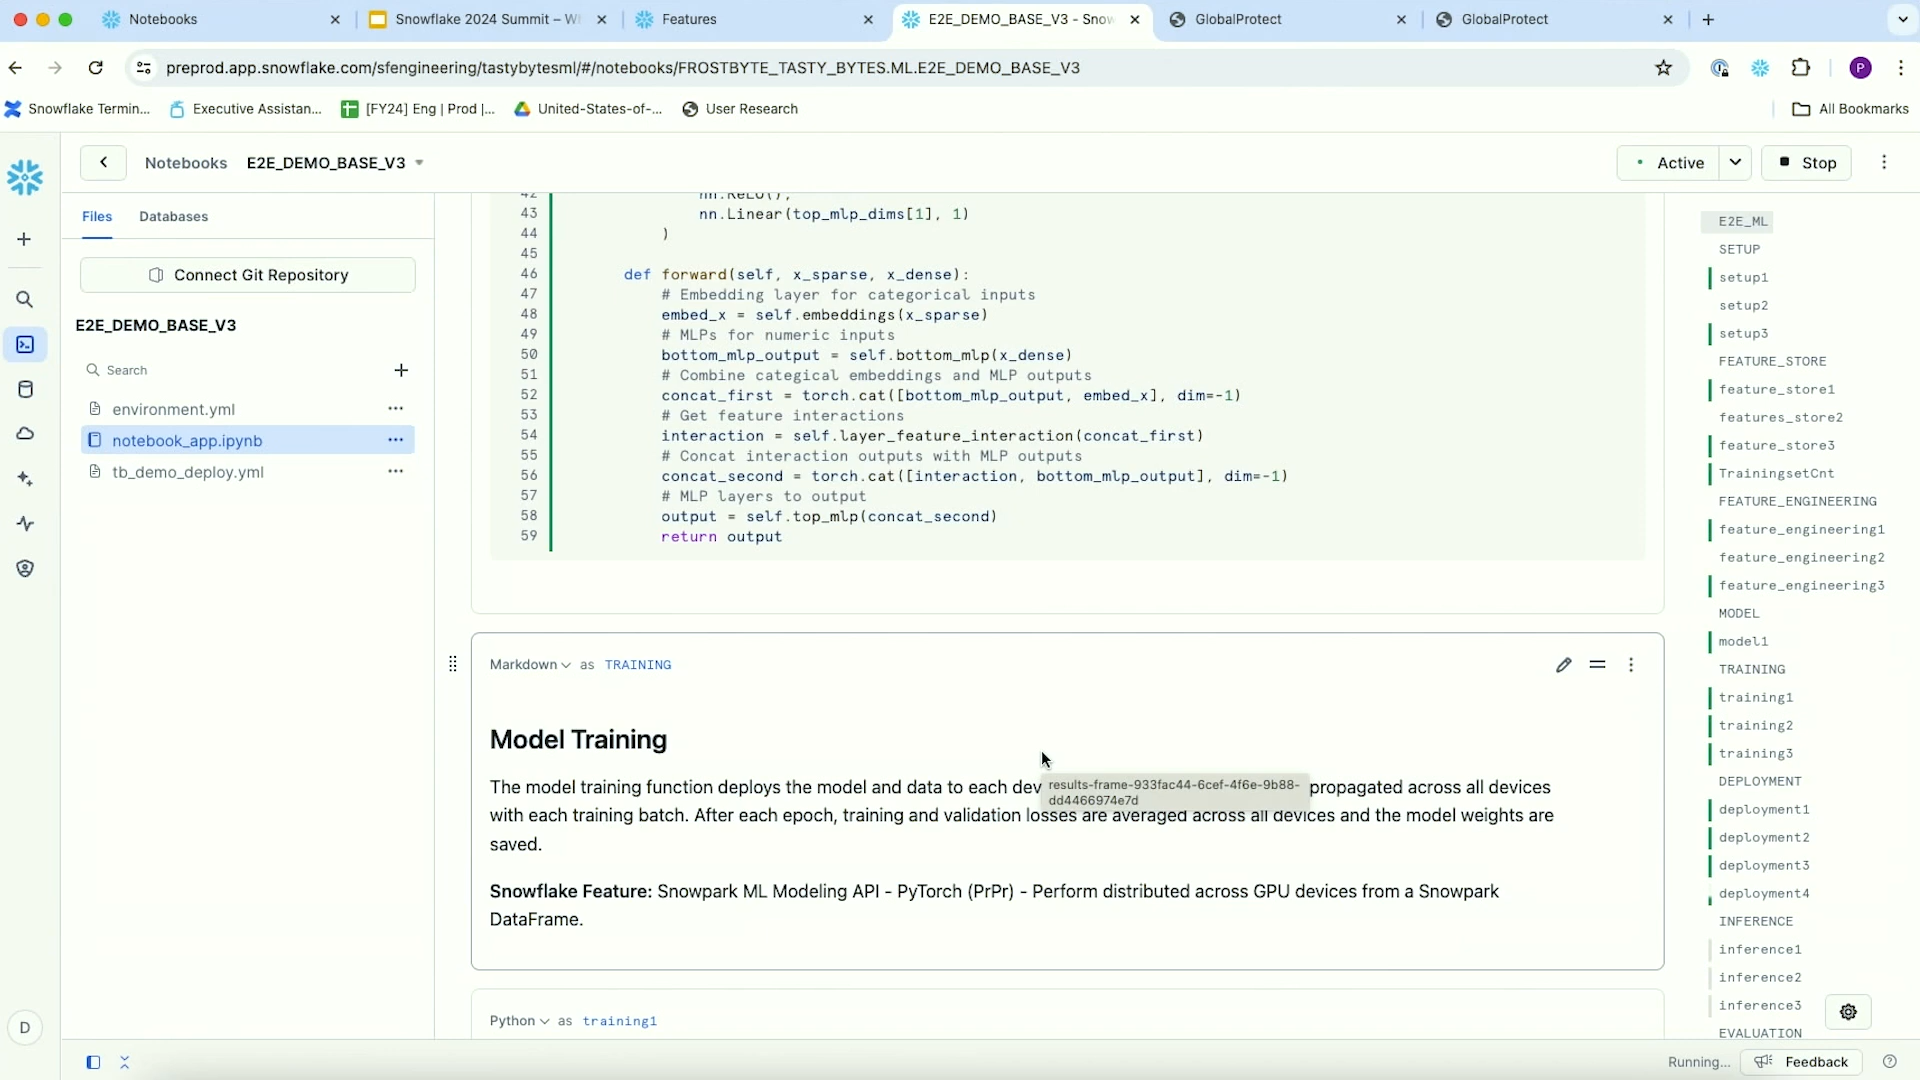 Notebooks
Snowflake 2024 Summit – W
Features
E2E_DEMO_BASE_V3 - Snow
GlobalProtect
GlobalProtect
preprod.app.snowflake.com/sfengineering/tastybytesml/#/notebooks/FROSTBYTE_TASTY_BYTES.ML.E2E_DEMO_BASE_V3
P
Snowflake Termin...
Executive Assistan...
[FY24] Eng | Prod |...
United-States-of-...
User Research
All Bookmarks
Notebooks E2E_DEMO_BASE_V3
Active
Stop
Files
Databases
Connect Git Repository
E2E_DEMO_BASE_V3
Search
environment.yml
notebook_app.ipynb
tb_demo_deploy.yml
D
42 nn.ReLU(),
43 nn.Linear(top_mlp_dims[1], 1)
44 )
45
46 def forward(self, x_sparse, x_dense):
47 # Embedding layer for categorical inputs
48 embed_x = self.embeddings(x_sparse)
49 # MLPs for numeric inputs
50 bottom_mlp_output = self.bottom_mlp(x_dense)
51 # Combine categical embeddings and MLP outputs
52 concat_first = torch.cat([bottom_mlp_output, embed_x], dim=-1)
53 # Get feature interactions
54 interaction = self.layer_feature_interaction(concat_first)
55 # Concat interaction outputs with MLP outputs
56 concat_second = torch.cat([interaction, bottom_mlp_output], dim=-1)
57 # MLP layers to output
58 output = self.top_mlp(concat_second)
59 return output
Markdown as TRAINING
Model Training
The model training function deploys the model and data to each dev propagated across all devices
results-frame-933fac44-6cef-4f6e-9b88-
dd4466974e7d
with each training batch. After each epoch, training and validation losses are averaged across all devices and the model weights are
saved.
Snowflake Feature: Snowpark ML Modeling API - PyTorch (PrPr) - Perform distributed across GPU devices from a Snowpark
DataFrame.
Python as training1
E2E_ML
SETUP
setup1
setup2
setup3
FEATURE_STORE
feature_store1
features_store2
feature_store3
TrainingsetCnt
FEATURE_ENGINEERING
feature_engineering1
feature_engineering2
feature_engineering3
MODEL
model1
TRAINING
training1
training2
training3
DEPLOYMENT
deployment1
deployment2
deployment3
deployment4
INFERENCE
inference1
inference2
inference3
EVALUATION
Running...
Feedback